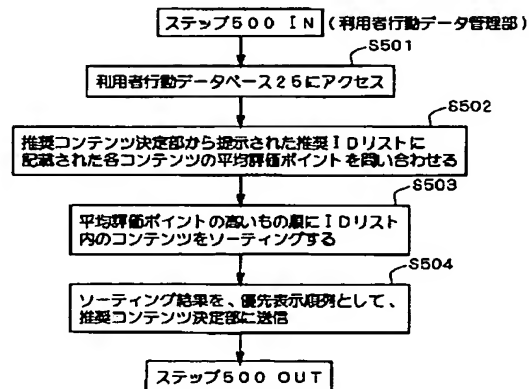 ステップ500 IN (利用者行動データ管理部)
S501
利用者行動データベース25にアクセス
S502
推奨コンテンツ決定部から提示された推奨IDリストに
記載された各コンテンツの平均評価ポイントを問い合わせる
S503
平均評価ポイントの高いもの順にIDリスト
内のコンテンツをソーティングする
S504
ソーティング結果を、優先表示順列として、
推奨コンテンツ決定部に送信
ステップ500 OUT